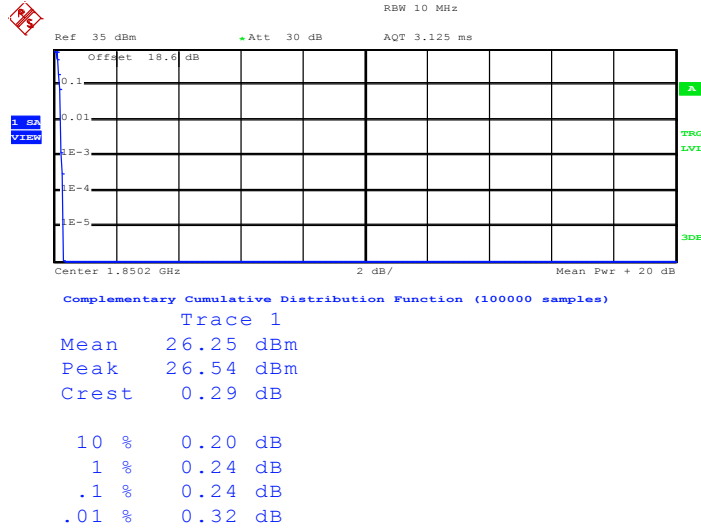 RBW 10 MHz
Ref 35 dBm * Att 30 dB AQT 3.125 ms
Offset 18.6 dB
0.1
A
0.01
1 SA
VIEW
TRG
LVL
1E-3
1E-4
1E-5
3DB
Center 1.8502 GHz 2 dB/ Mean Pwr + 20 dB
Complementary Cumulative Distribution Function (100000 samples)
Trace 1
Mean 26.25 dBm
Peak 26.54 dBm
Crest 0.29 dB
10 % 0.20 dB
1 % 0.24 dB
.1 % 0.24 dB
.01 % 0.32 dB